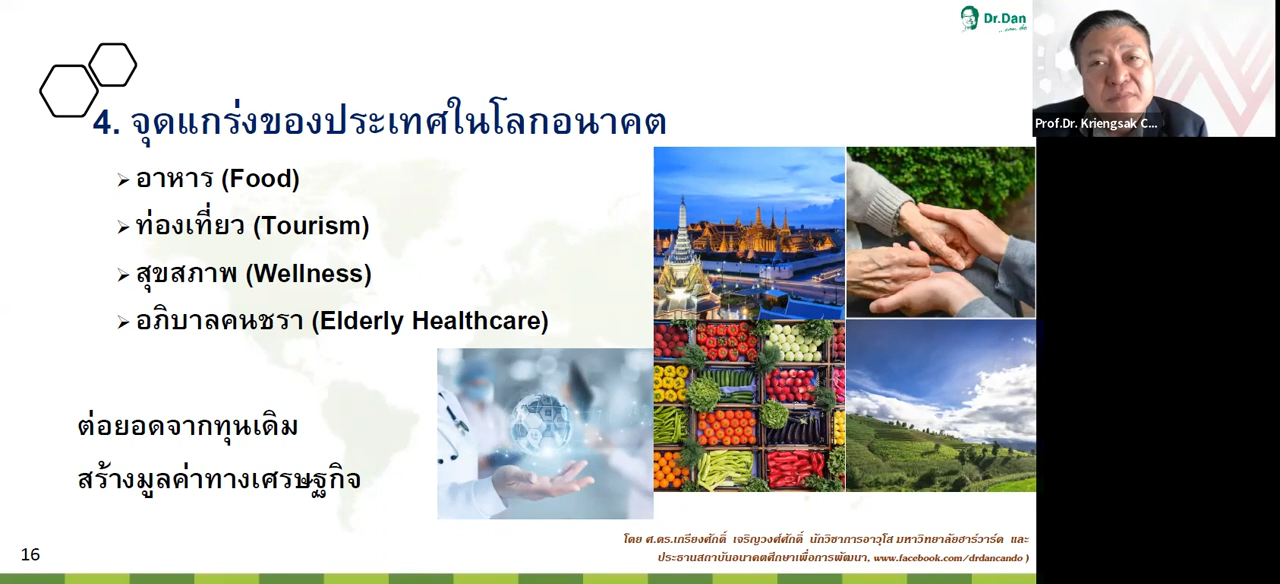 Dr.Dan
...can do
Prof.Dr. Kriengsak C...
4. จุดแกร่งของประเทศในโลกอนาคต
➢ อาหาร (Food)
➢ ท่องเที่ยว (Tourism)
➢ สุขสภาพ (Wellness)
➢ อภิบาลคนชรา (Elderly Healthcare)
ต่อยอดจากทุนเดิม
สร้างมูลค่าทางเศรษฐกิจ
โดย ศ.ดร.เกรียงศักดิ์ เจริญวงศ์ศักดิ์ นักวิชาการอาวุโส มหาวิทยาลัยฮาร์วาร์ด และ
ประธานสถาบันอนาคตศึกษาเพื่อการพัฒนา, www.facebook.com/drdancando )
16